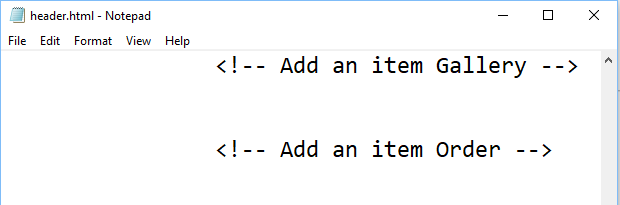 header.html - Notepad
File Edit Format View Help
<!-- Add an item Gallery -->
<!-- Add an item Order -->